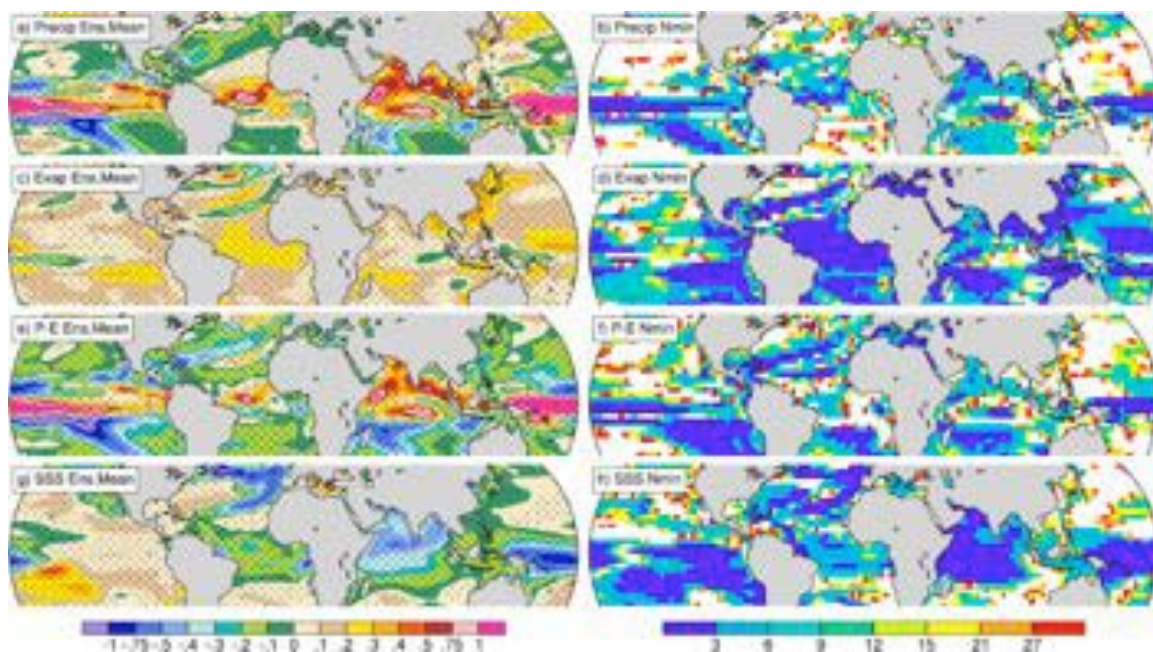 a) Precip Ens.Mean
b) Precip Nmin
c) Evap Ens.Mean
d) Evap Nmin
e) P-E Ens.Mean
f) P-E Nmin
g) SSS Ens.Mean
h) SSS Nmin
-1 -.75 -.5 -.4 -.3 -.2 -.1 0 .1 .2 .3 .4 .5 .75 1
3 6 9 12 15 21 27